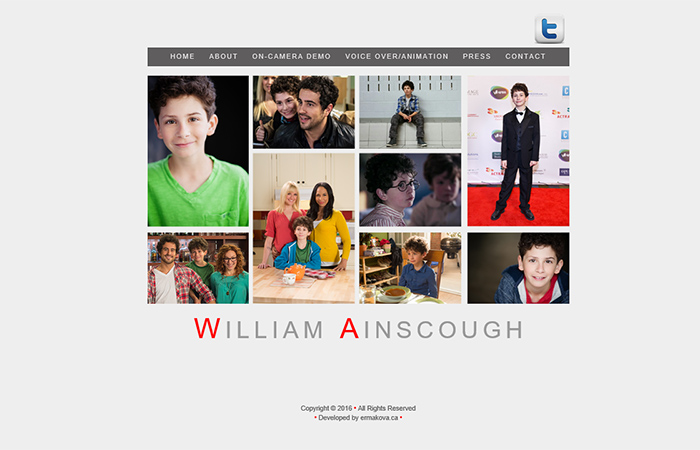 HOME ABOUT ON-CAMERA DEMO VOICE OVER/ANIMATION PRESS CONTACT
WILLIAM AINSCOUGH
Copyright © 2016 • All Rights Reserved
• Developed by ermakova.ca •